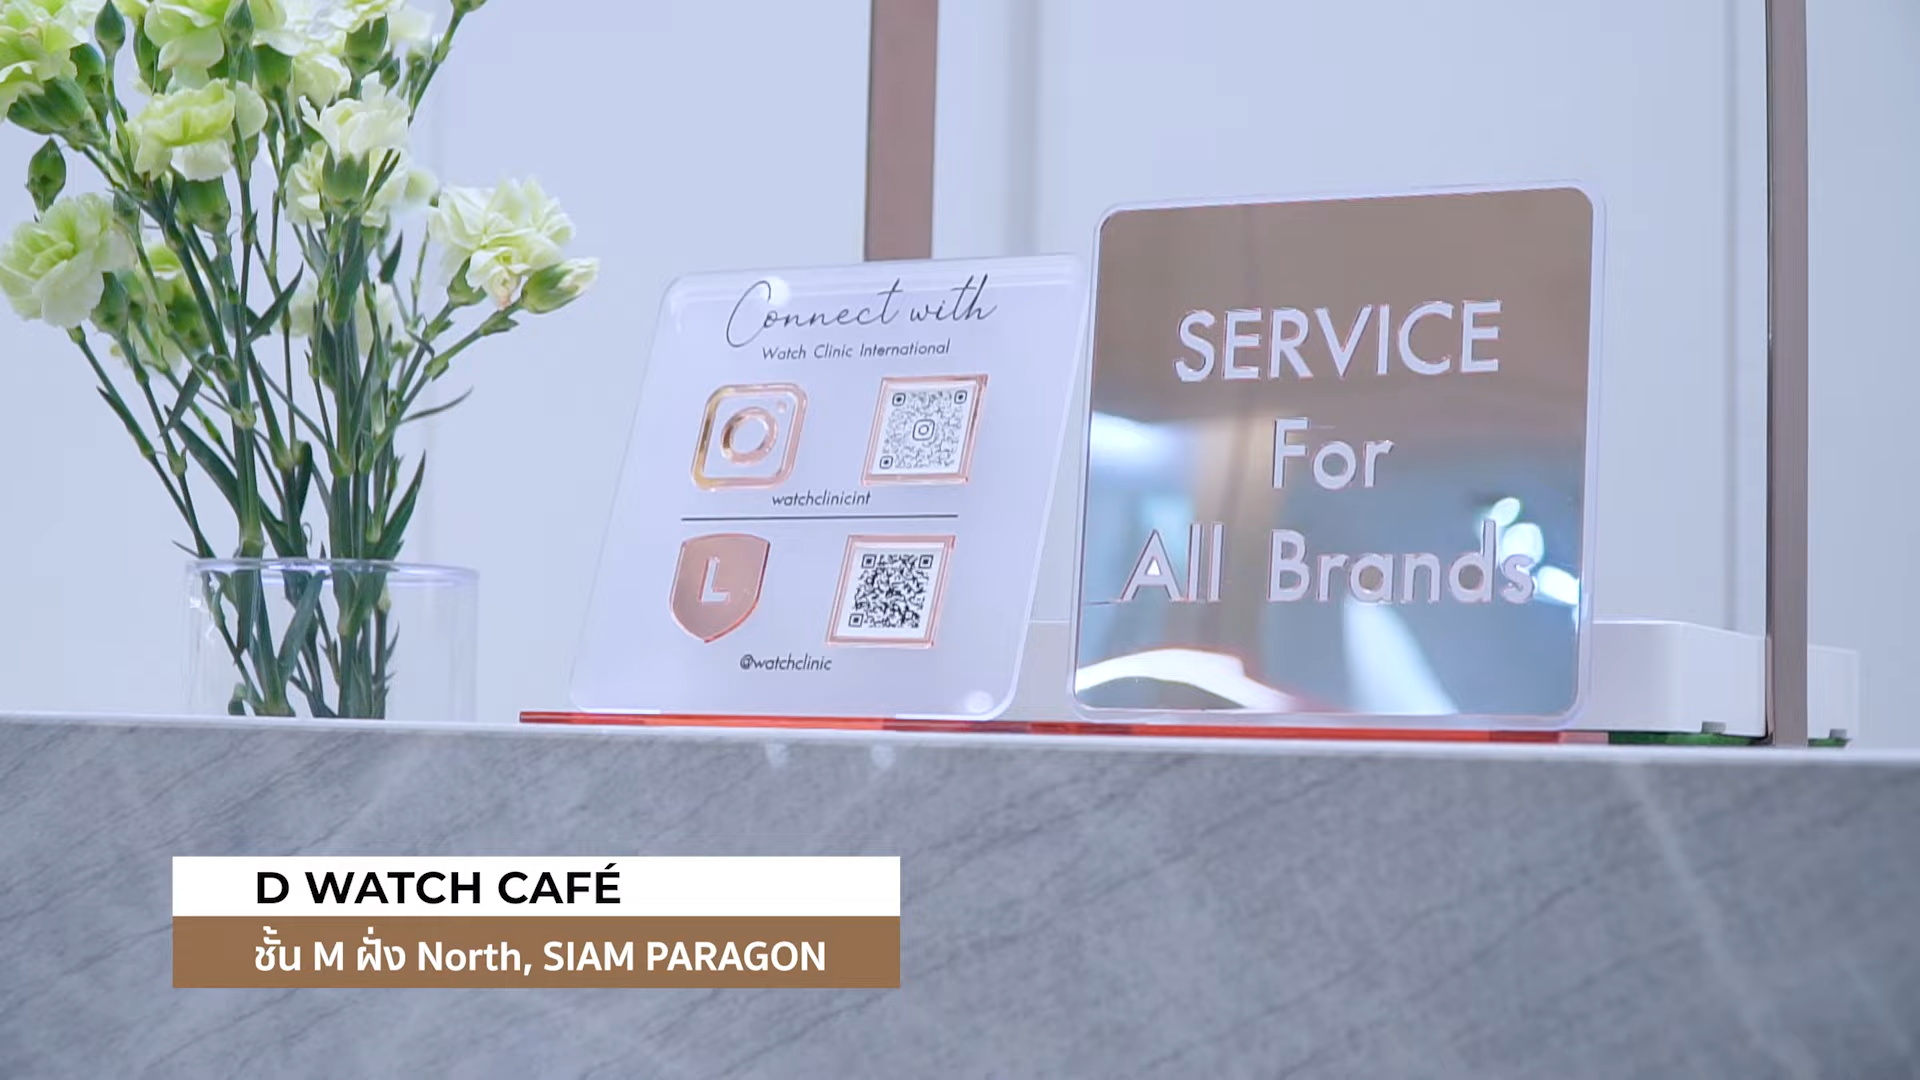 Connect with
Watch Clinic International
watchclinicint
L
@watchclinic
SERVICE
For
All Brands
D WATCH CAFÉ
ชั้น M ฝั่ง North, SIAM PARAGON